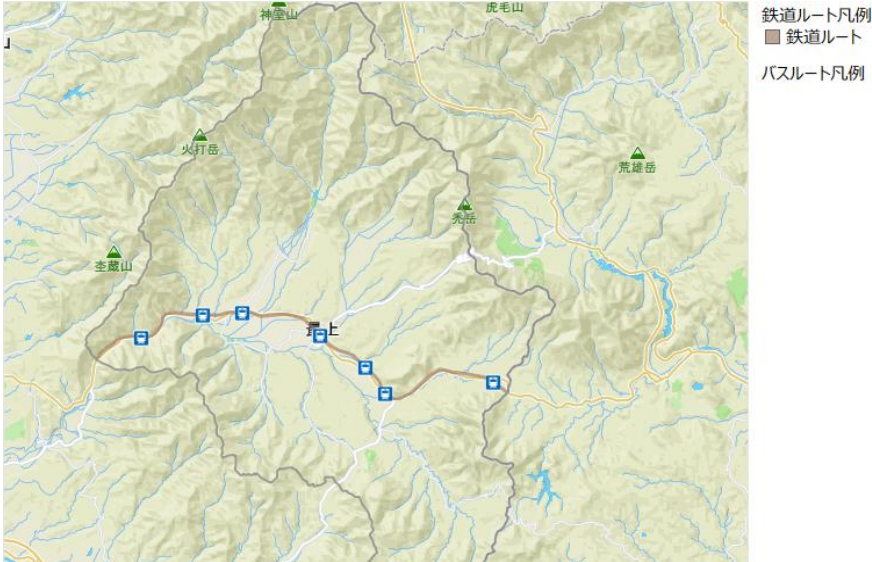 神室山
虎毛山
火打岳
荒雄岳
禿岳
杢蔵山
最上
鉄道ルート凡例
鉄道ルート
バスルート凡例